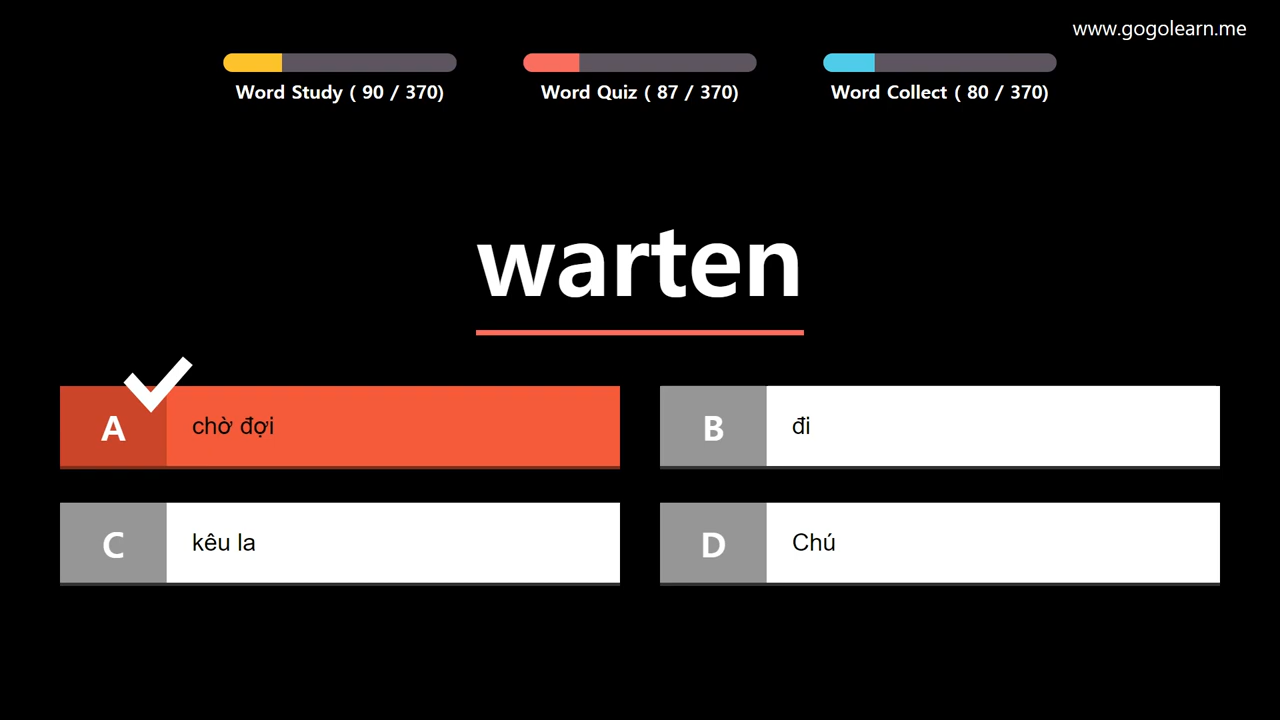 www.gogolearn.me
Word Study ( 90 / 370)
Word Quiz ( 87 / 370)
Word Collect ( 80 / 370)
warten
A
chờ đợi
B
đi
C
kêu la
D
Chú